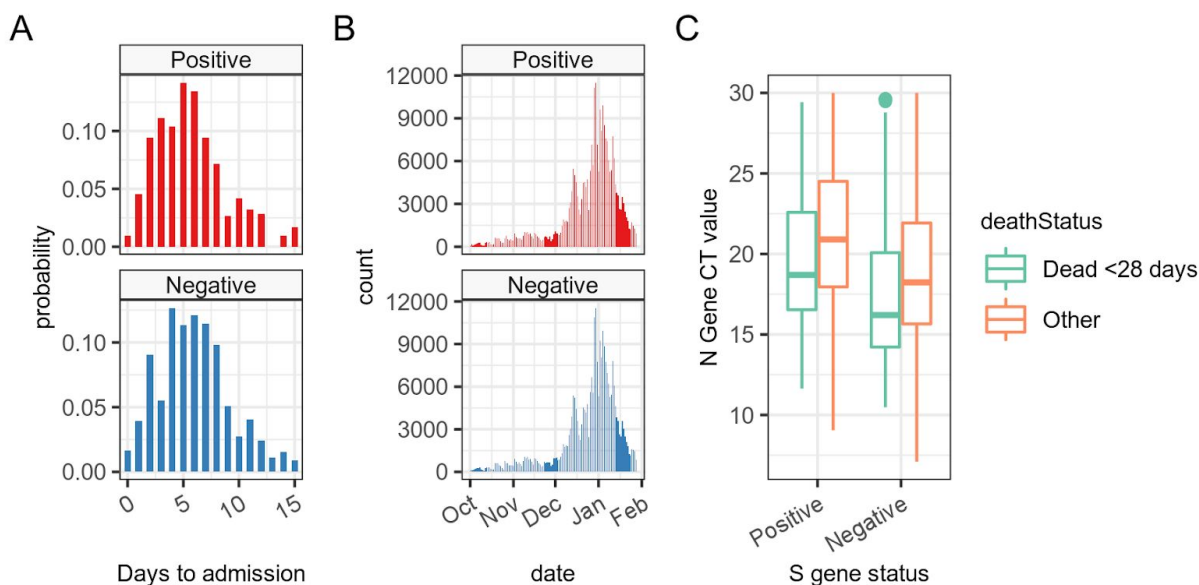 A
Positive
0.10
0.05
0.00
Negative
0.10
0.05
0.00
probability
0
5
10
15
Days to admission
B
Positive
12000
9000
6000
3000
0
Negative
12000
9000
6000
3000
0
count
Oct
Nov
Dec
Jan
Feb
date
C
30
25
20
15
10
N Gene CT value
Positive
Negative
S gene status
deathStatus
Dead <28 days
Other